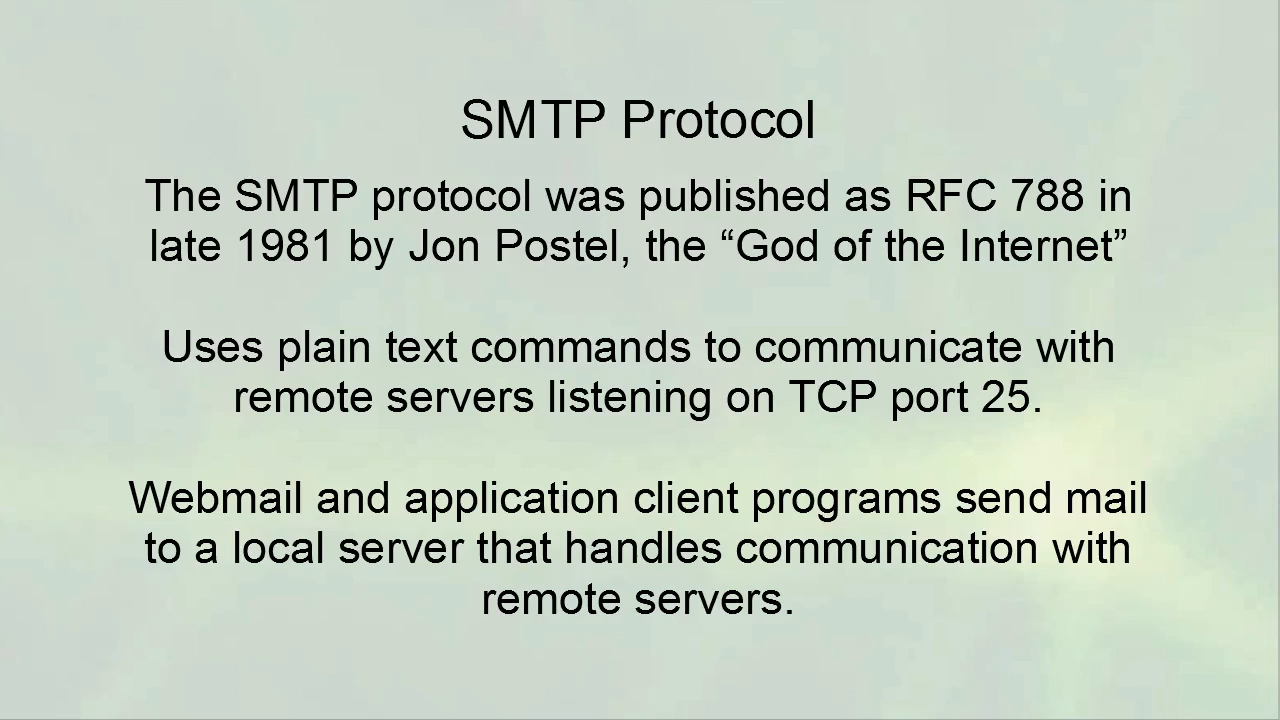 SMTP Protocol
The SMTP protocol was published as RFC 788 in
late 1981 by Jon Postel, the “God of the Internet”
Uses plain text commands to communicate with
remote servers listening on TCP port 25.
Webmail and application client programs send mail
to a local server that handles communication with
remote servers.